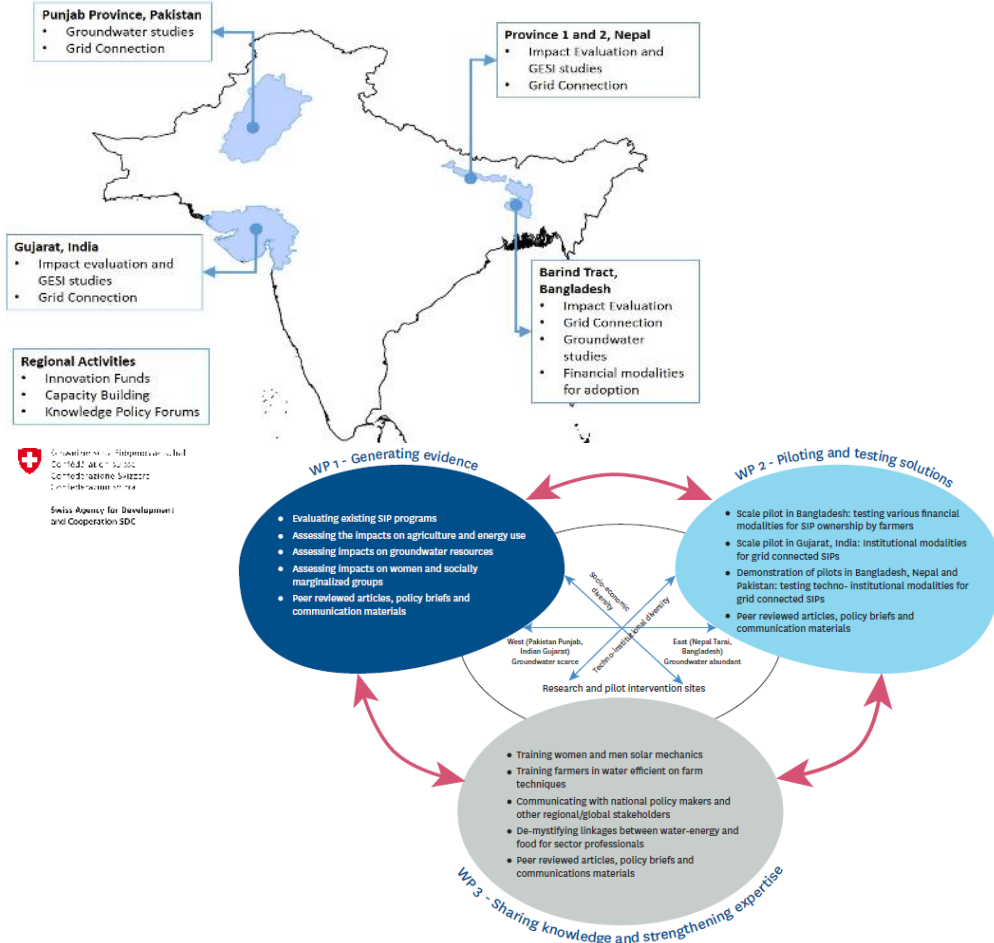 Punjab Province, Pakistan
• Groundwater studies
• Grid Connection
Province 1 and 2, Nepal
• Impact Evaluation and
GESI studies
• Grid Connection
Gujarat, India
• Impact evaluation and
GESI studies
• Grid Connection
Barind Tract,
Bangladesh
• Impact Evaluation
• Grid Connection
• Groundwater
studies
• Financial modalities
for adoption
Regional Activities
• Innovation Funds
• Capacity Building
• Knowledge Policy Forums
Confédération suisse
Confederazione Svizzera
Swiss Agency for Development
and Cooperation SDC
WP 1 - Generating evidence
• Evaluating existing SIP programs
• Assessing the impacts on agriculture and energy use
• Assessing impacts on groundwater resources
• Assessing impacts on women and socially
marginalized groups
• Peer reviewed articles, policy briefs and
communication materials
WP 2 - Piloting and testing solutions
• Scale pilot in Bangladesh: testing various financial
modalities for SIP ownership by farmers
• Scale pilot in Gujarat, India: Institutional modalities
for grid connected SIPs
• Demonstration of pilots in Bangladesh, Nepal and
Pakistan: testing techno- institutional modalities for
grid connected SIPs
• Peer reviewed articles, policy briefs and
communication materials
Socio-economic
diversity
Techno-institutional diversity
West (Pakistan Punjab,
Indian Gujarat)
Groundwater scarce
East (Nepal Tarai,
Bangladesh)
Groundwater abundant
Research and pilot intervention sites
• Training women and men solar mechanics
• Training farmers in water efficient on farm
techniques
• Communicating with national policy makers and
other regional/global stakeholders
• De-mystifying linkages between water-energy and
food for sector professionals
• Peer reviewed articles, policy briefs and
communications materials
WP 3 - Sharing knowledge and strengthening expertise